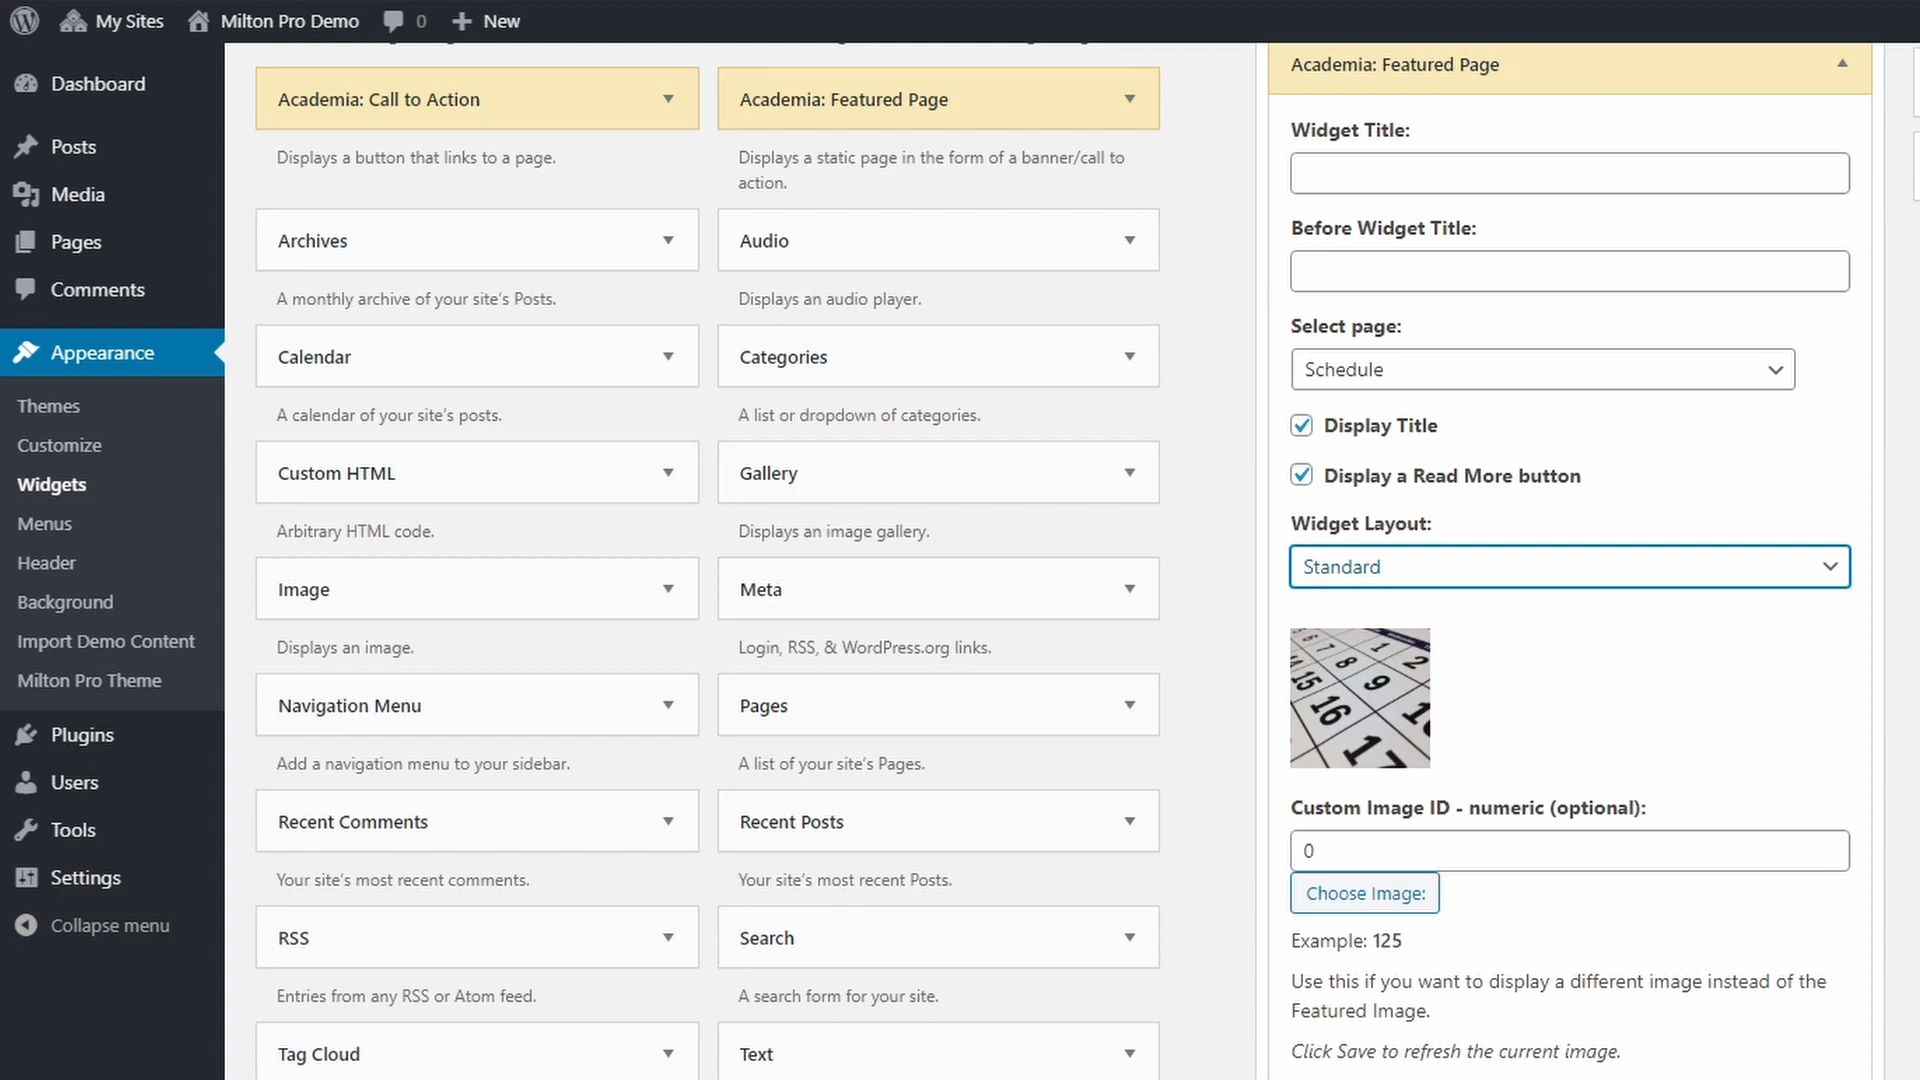 My Sites
Milton Pro Demo
0
New
Dashboard
Posts
Media
Pages
Comments
Appearance
Themes
Customize
Widgets
Menus
Header
Background
Import Demo Content
Milton Pro Theme
Plugins
Users
Tools
Settings
Collapse menu
Academia: Call to Action
Displays a button that links to a page.
Academia: Featured Page
Displays a static page in the form of a banner/call to
action.
Archives
A monthly archive of your site's Posts.
Audio
Displays an audio player.
Calendar
A calendar of your site's posts.
Categories
A list or dropdown of categories.
Custom HTML
Arbitrary HTML code.
Gallery
Displays an image gallery.
Image
Displays an image.
Meta
Login, RSS, & WordPress.org links.
Navigation Menu
Add a navigation menu to your sidebar.
Pages
A list of your site's Pages.
Recent Comments
Your site's most recent comments.
Recent Posts
Your site's most recent Posts.
RSS
Entries from any RSS or Atom feed.
Search
A search form for your site.
Tag Cloud
Text
Academia: Featured Page
Widget Title:
Before Widget Title:
Select page:
Schedule
Display Title
Display a Read More button
Widget Layout:
Standard
1
2
7
8
9
15
16
17
Custom Image ID - numeric (optional):
0
Choose Image:
Example: 125
Use this if you want to display a different image instead of the
Featured Image.
Click Save to refresh the current image.